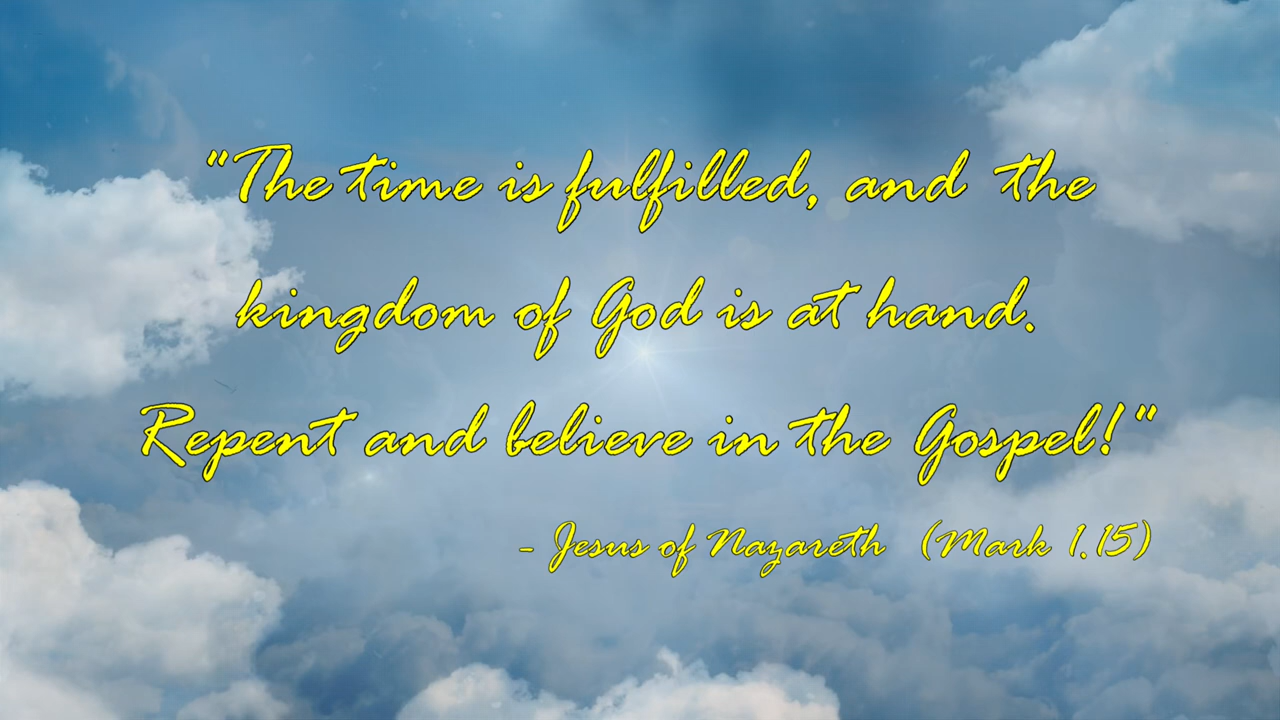 "The time is fulfilled, and the
kingdom of God is at hand.
Repent and believe in the Gospel!"
- Jesus of Nazareth (Mark 1.15)